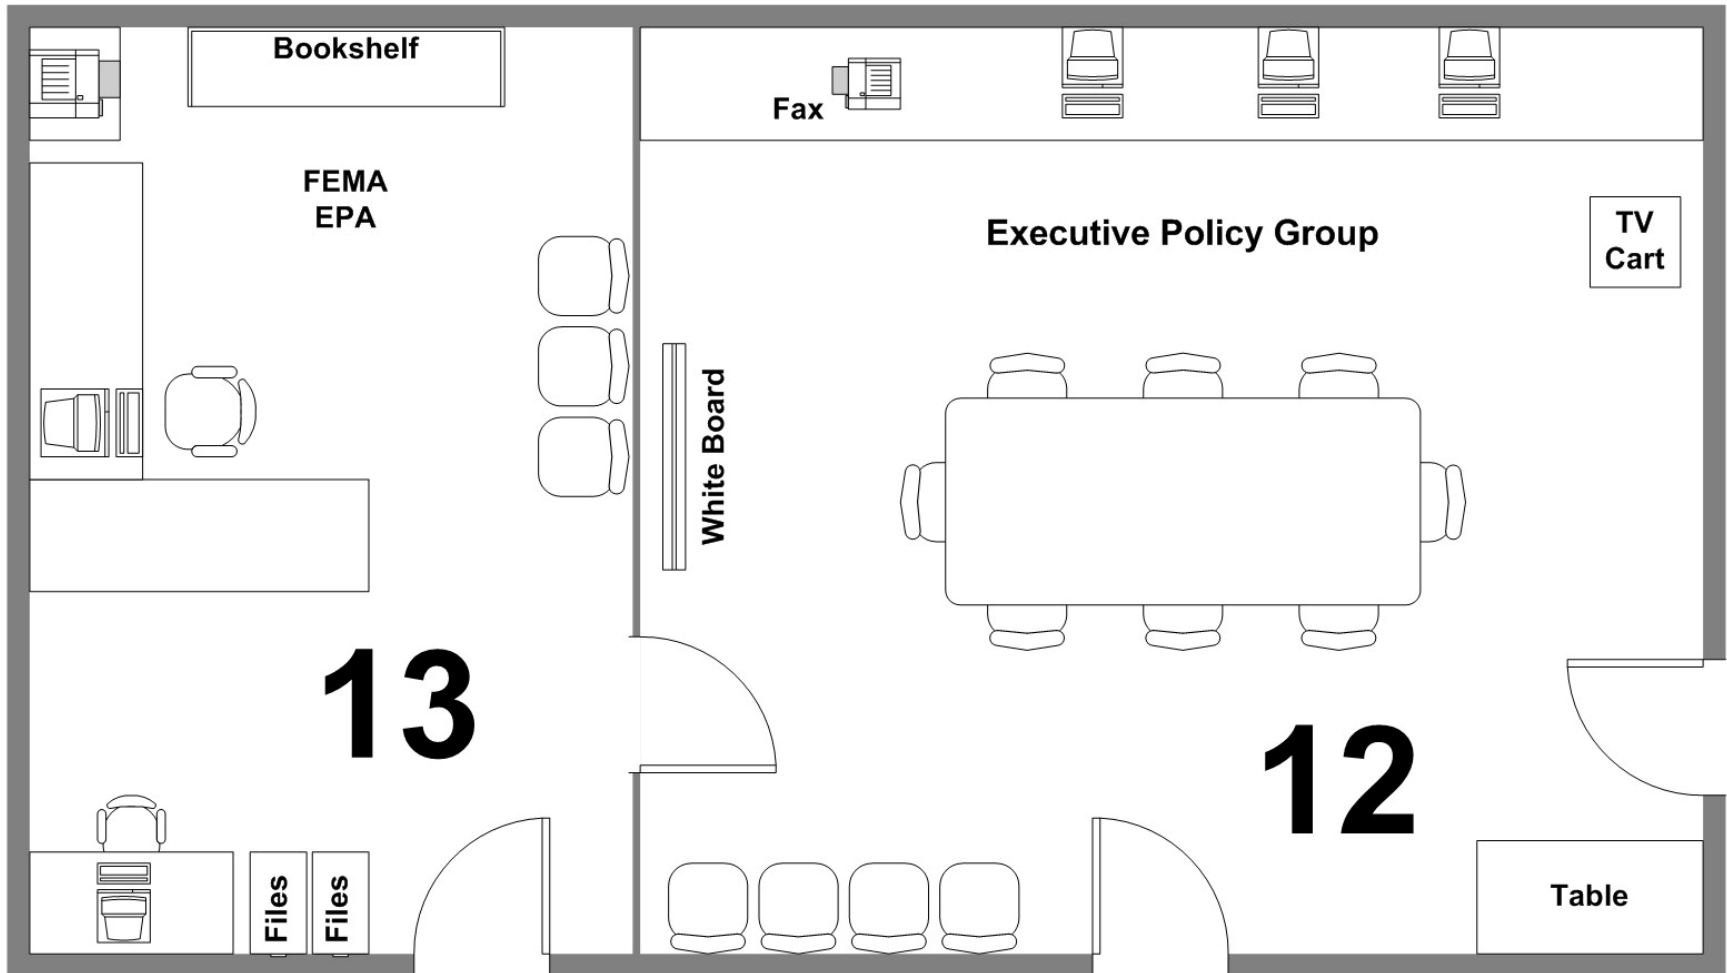 Bookshelf
Fax
FEMA
EPA
Executive Policy Group
TV
Cart
White Board
13
12
Files
Files
Table